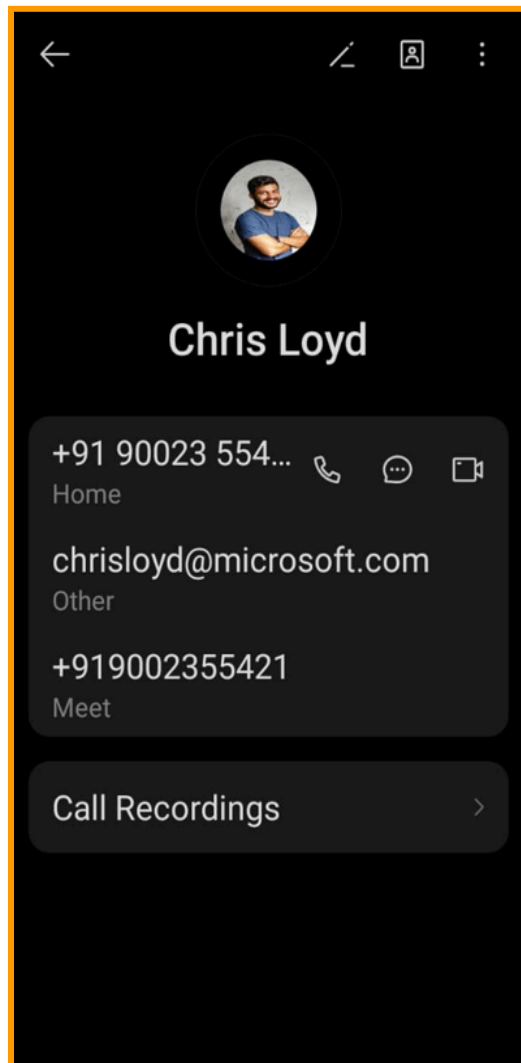 Chris Loyd
+91 90023 554...
Home
chrisloyd@microsoft.com
Other
+919002355421
Meet
Call Recordings